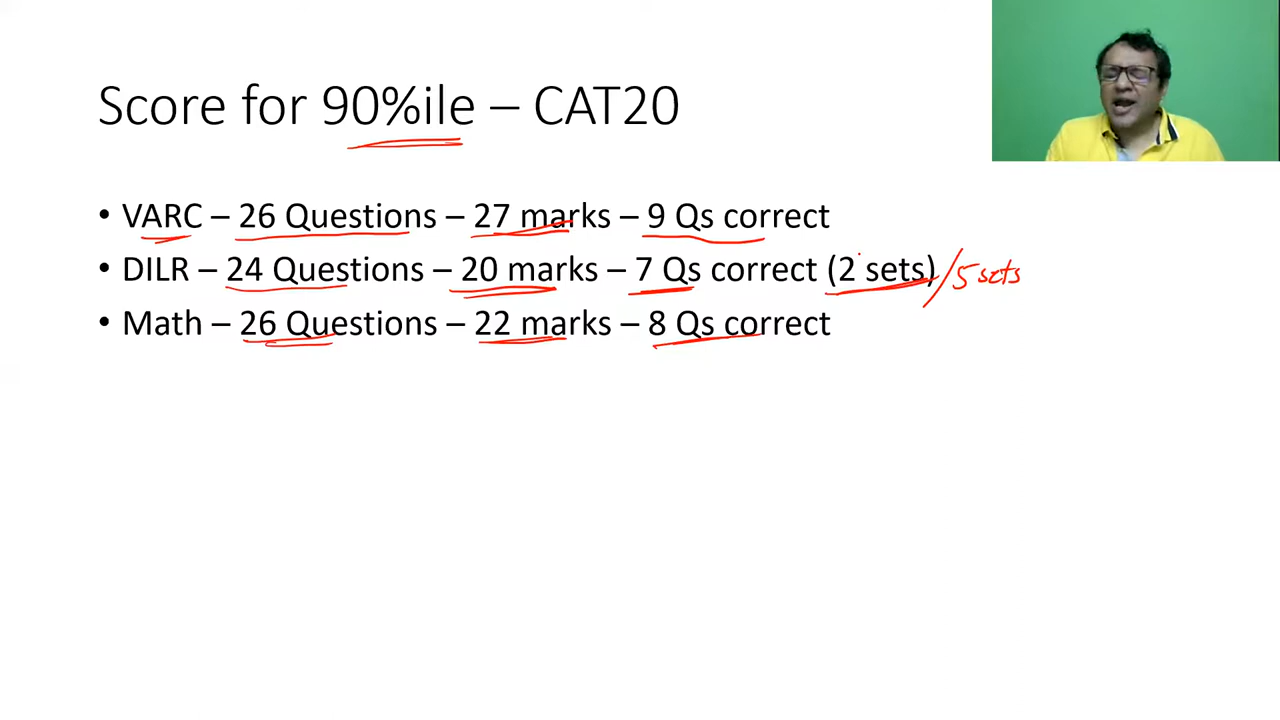 Score for 90%ile – CAT20
• VARC – 26 Questions – 27 marks – 9 Qs correct
• DILR – 24 Questions – 20 marks – 7 Qs correct (2 sets) /5 sets
• Math – 26 Questions – 22 marks – 8 Qs correct